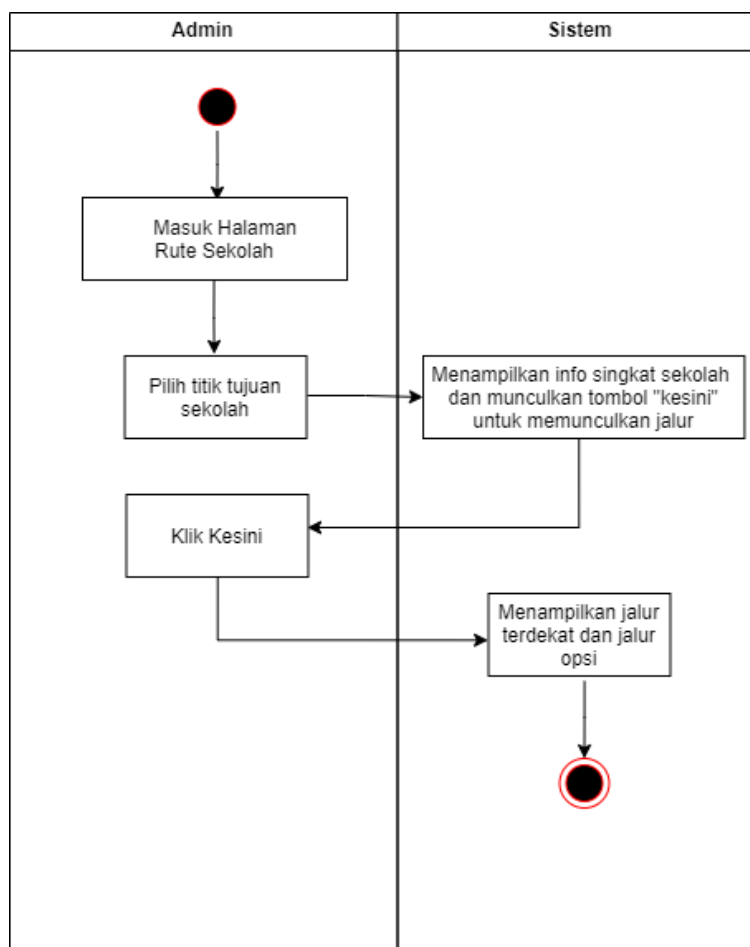 Admin
Sistem
Masuk Halaman
Rute Sekolah
Pilih titik tujuan
sekolah
Menampilkan info singkat sekolah
dan munculkan tombol "kesini"
untuk memunculkan jalur
Klik Kesini
Menampilkan jalur
terdekat dan jalur
opsi